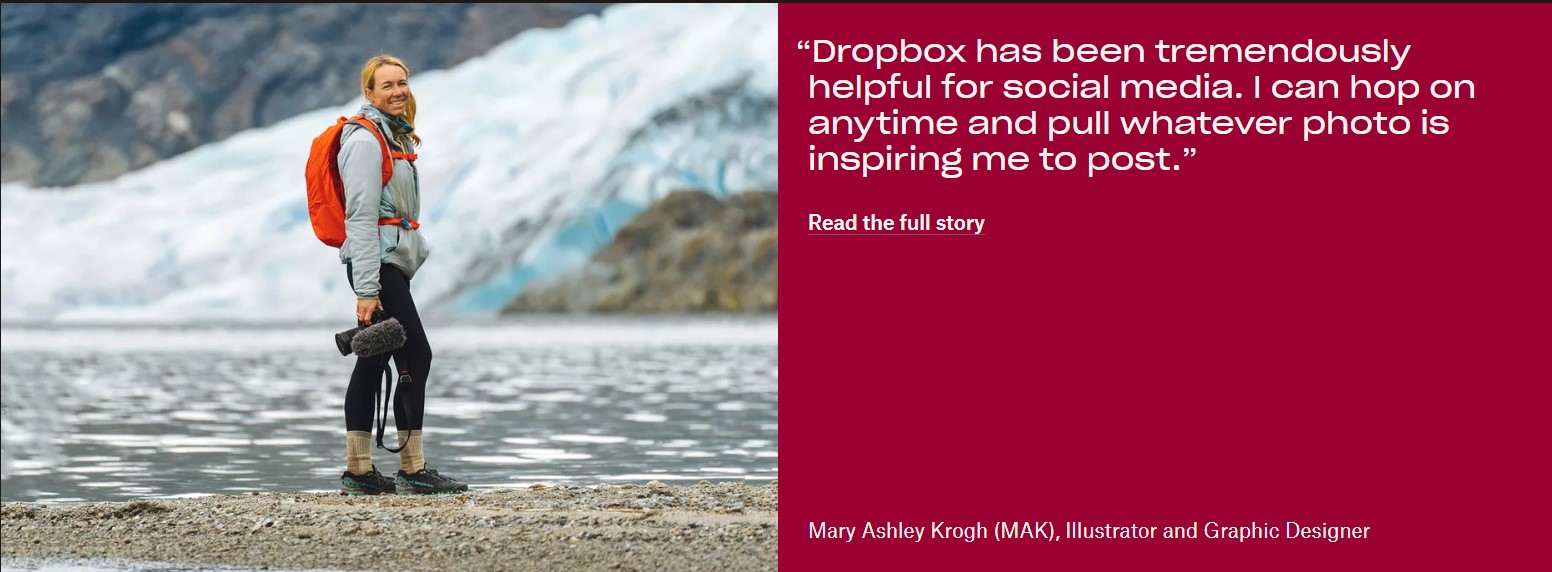 “Dropbox has been tremendously
helpful for social media. I can hop on
anytime and pull whatever photo is
inspiring me to post.”
Read the full story
Mary Ashley Krogh (MAK), Illustrator and Graphic Designer